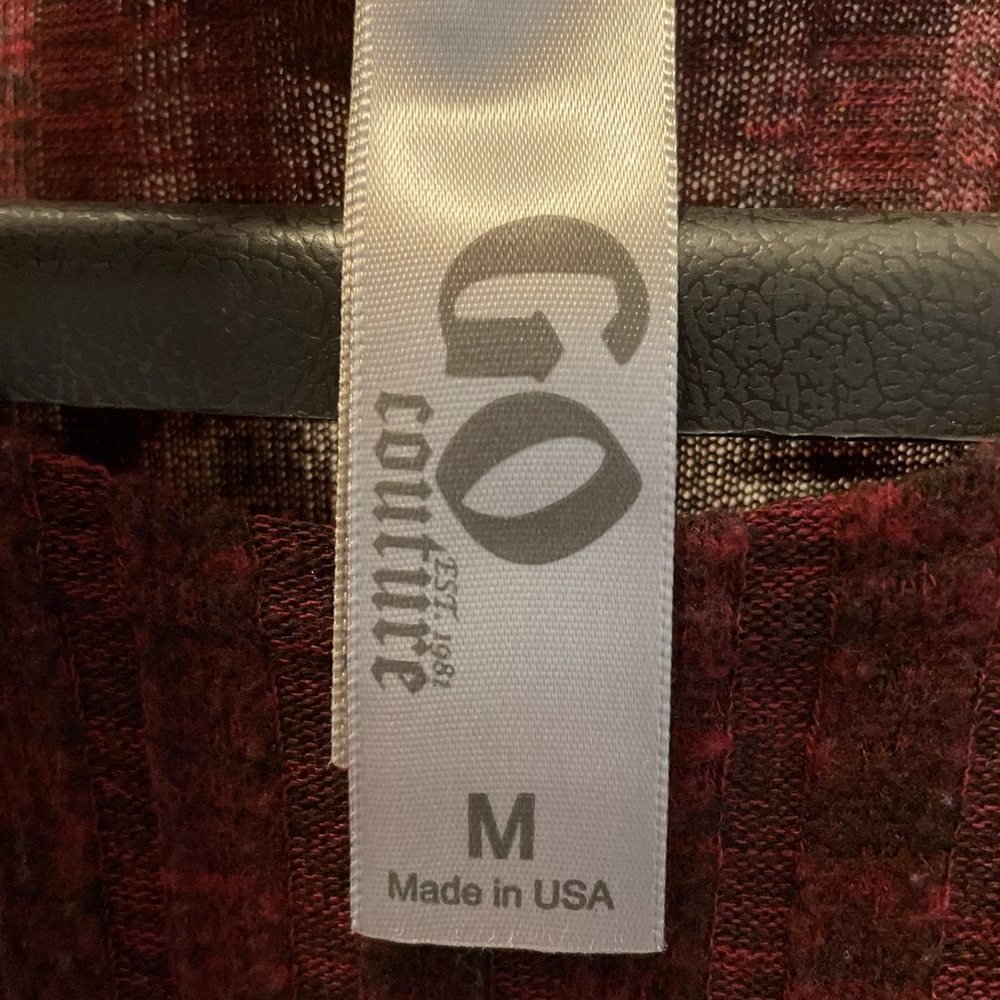 GO
couture
EST. 1981
M
Made in USA